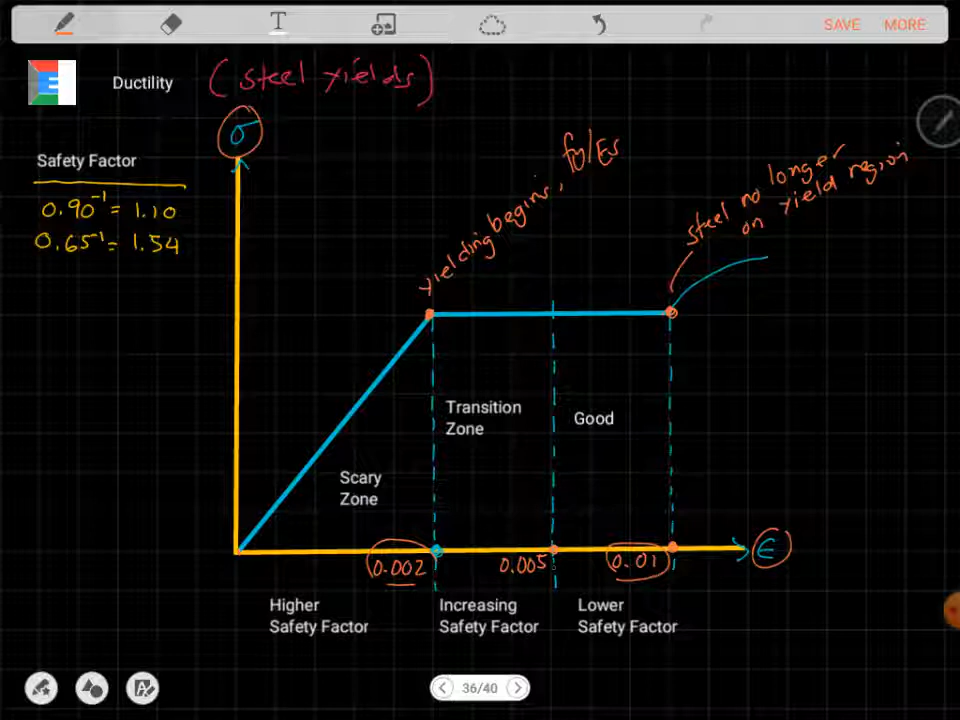 T
SAVE
MORE
E
Ductility
(steel yields)
σ
Safety Factor
0.90⁻¹ = 1.10
0.65⁻¹ = 1.54
yielding begins, fy/Es
steel no longer
on yield region
Transition
Zone
Good
Scary
Zone
0.002
0.005
0.01
ϵ
Higher
Safety Factor
Increasing
Safety Factor
Lower
Safety Factor
A
36/40